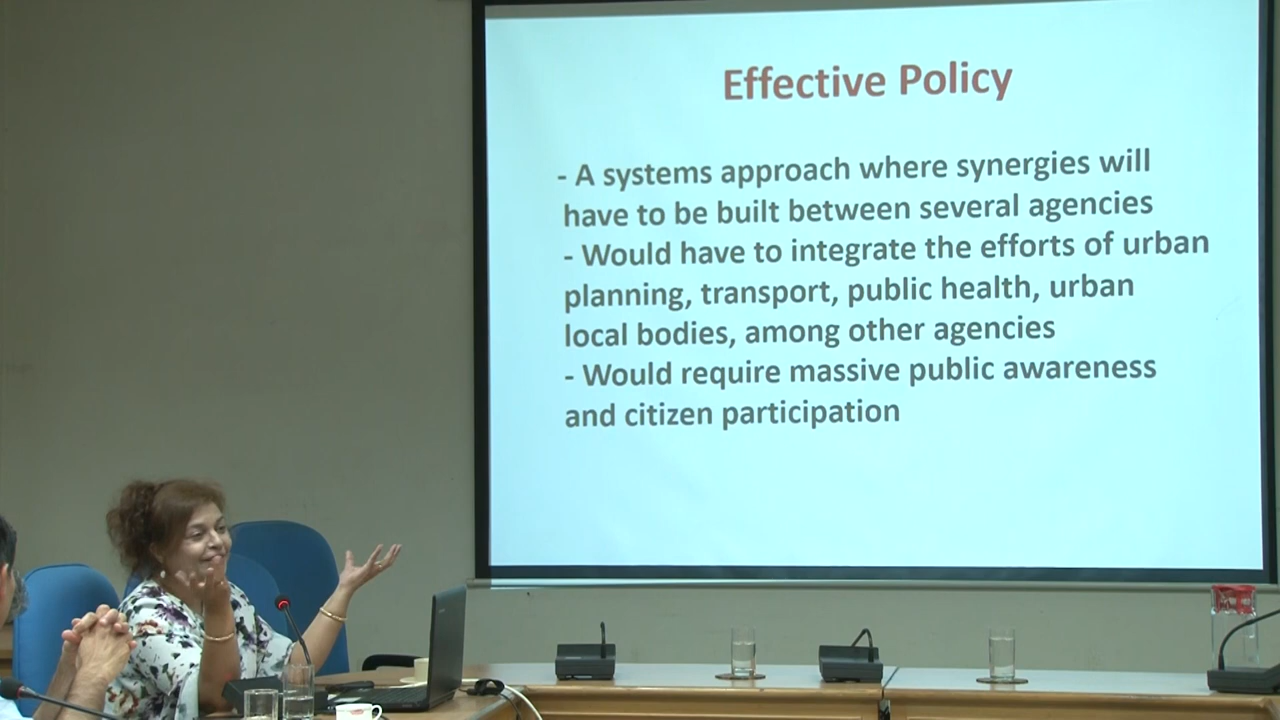 Effective Policy
- A systems approach where synergies will
have to be built between several agencies
- Would have to integrate the efforts of urban
planning, transport, public health, urban
local bodies, among other agencies
- Would require massive public awareness
and citizen participation